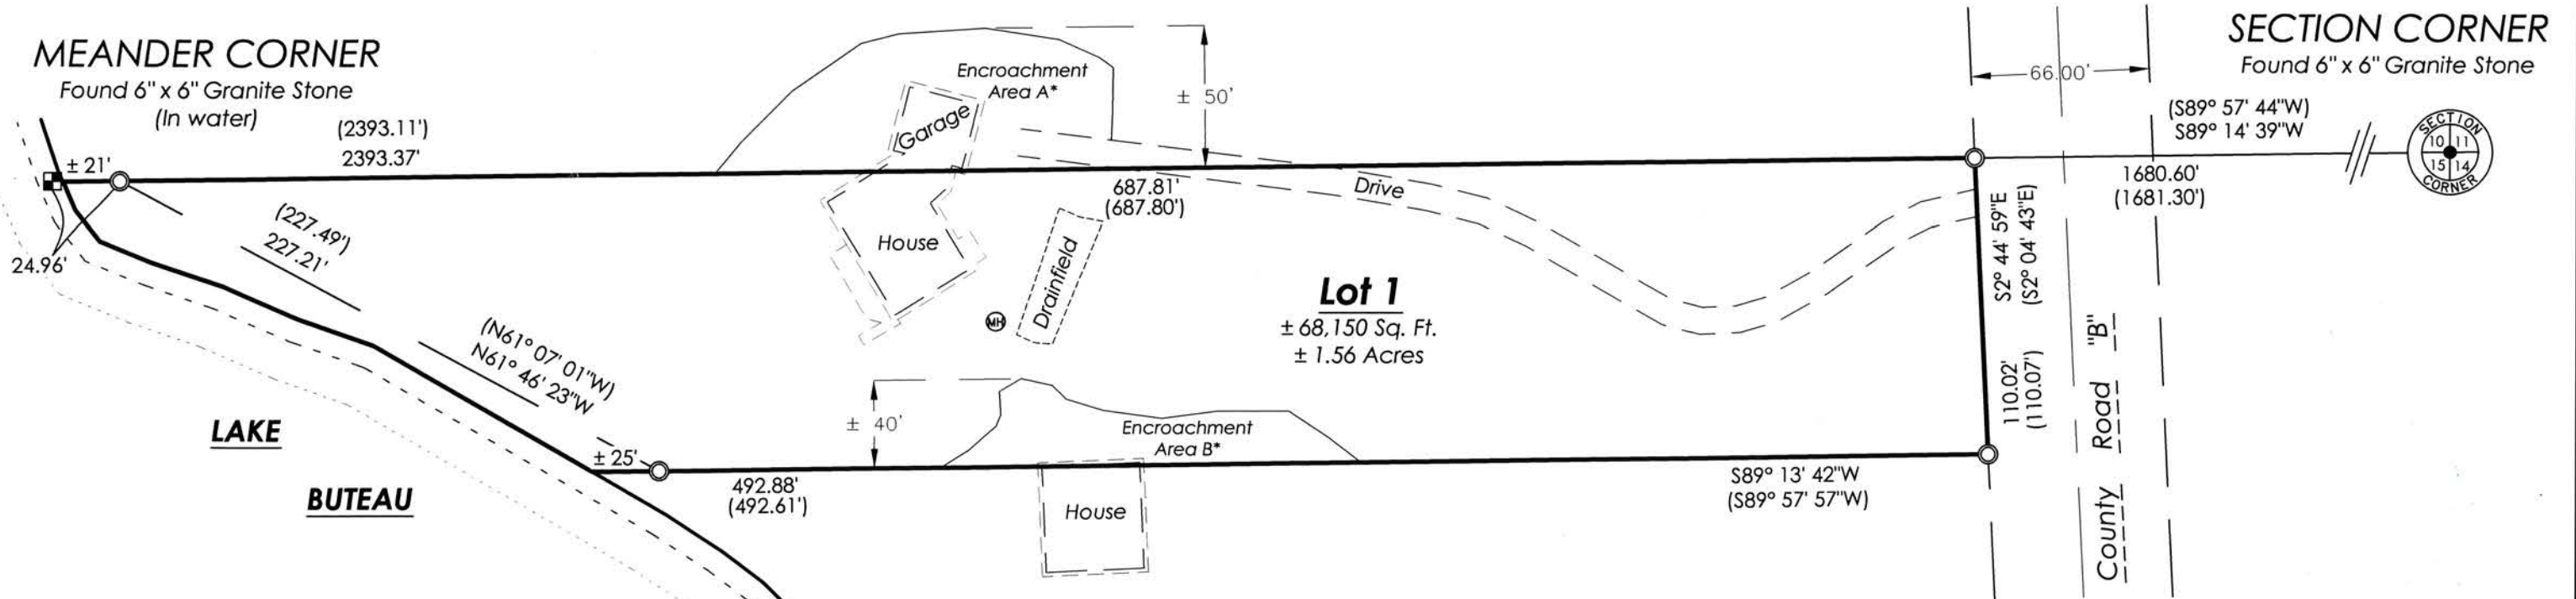 MEANDER CORNER
Found 6" x 6" Granite Stone
(In water)
(2393.11')
2393.37'
± 21'
24.96'
(227.49')
227.21'
(N61° 07' 01"W)
N61° 46' 23"W
LAKE
BUTEAU
± 25'
492.88'
(492.61')
Encroachment
Area A*
± 50'
Garage
House
Drainfield
MH
687.81'
(687.80')
Drive
Lot 1
± 68,150 Sq. Ft.
± 1.56 Acres
± 40'
Encroachment
Area B*
House
S89° 13' 42"W
(S89° 57' 57"W)
66.00'
SECTION CORNER
Found 6" x 6" Granite Stone
(S89° 57' 44"W)
S89° 14' 39"W
1680.60'
(1681.30')
SECTION
10 11
15 14
CORNER
S2° 44' 59"E
(S2° 04' 43"E)
110.02'
(110.07')
County Road "B"